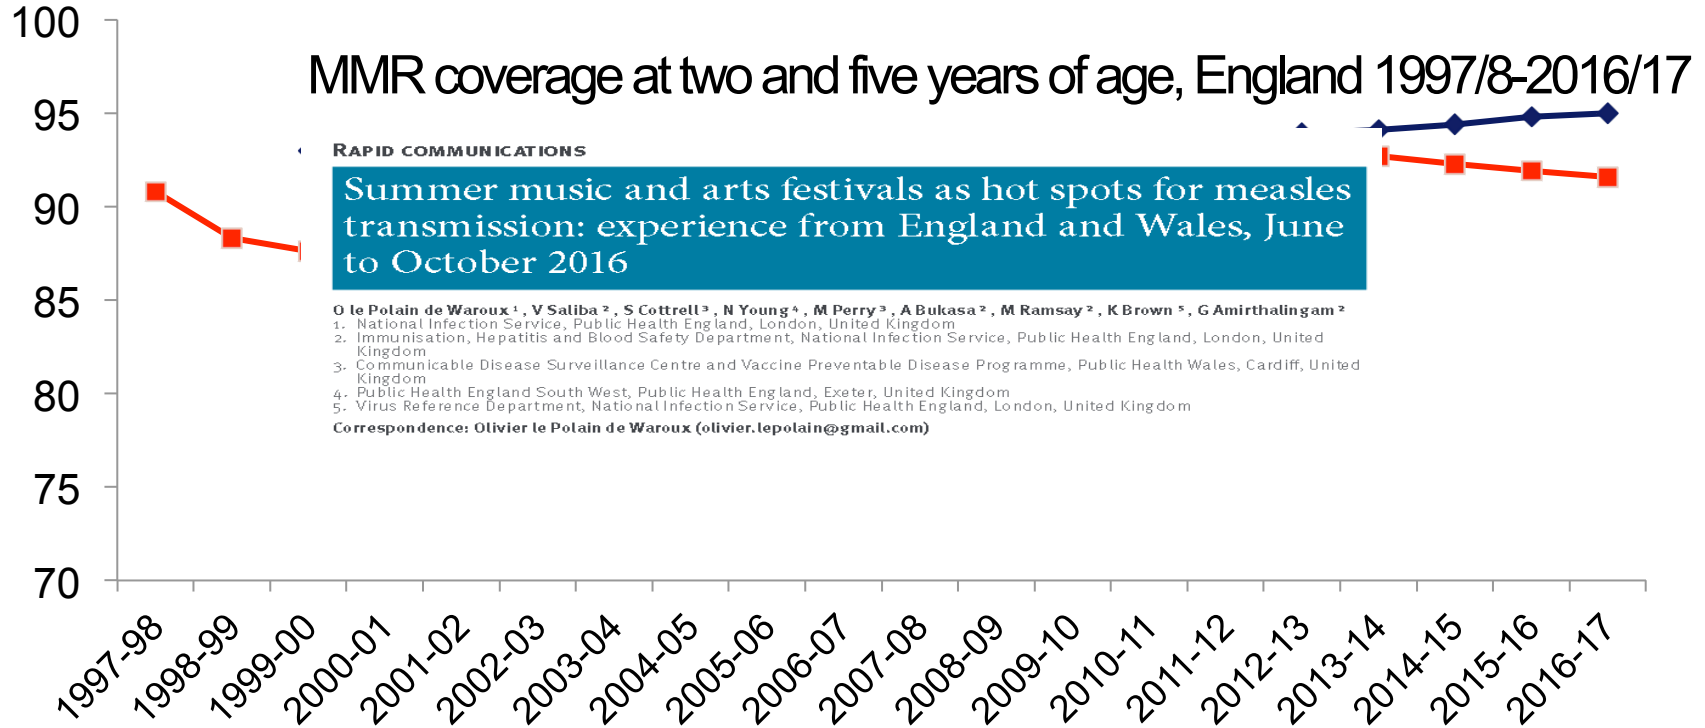 MMR coverage at two and five years of age, England 1997/8-2016/17
100
95
90
85
80
75
70
RAPID COMMUNICATIONS
Summer music and arts festivals as hot spots for measles
transmission: experience from England and Wales, June
to October 2016
O le Polain de Waroux ¹ , V Saliba ² , S Cottrell ³ , N Young ⁴ , M Perry ³ , A Bukasa ² , M Ramsay ² , K Brown ⁵ , G Amirthalingam ²
1. National Infection Service, Public Health England, London, United Kingdom
2. Immunisation, Hepatitis and Blood Safety Department, National Infection Service, Public Health England, London, United
Kingdom
3. Communicable Disease Surveillance Centre and Vaccine Preventable Disease Programme, Public Health Wales, Cardiff, United
Kingdom
4. Public Health England South West, Public Health England, Exeter, United Kingdom
5. Virus Reference Department, National Infection Service, Public Health England, London, United Kingdom
Correspondence: Olivier le Polain de Waroux (olivier.lepolain@gmail.com)
1997-98
1998-99
1999-00
2000-01
2001-02
2002-03
2003-04
2004-05
2005-06
2006-07
2007-08
2008-09
2009-10
2010-11
2011-12
2012-13
2013-14
2014-15
2015-16
2016-17